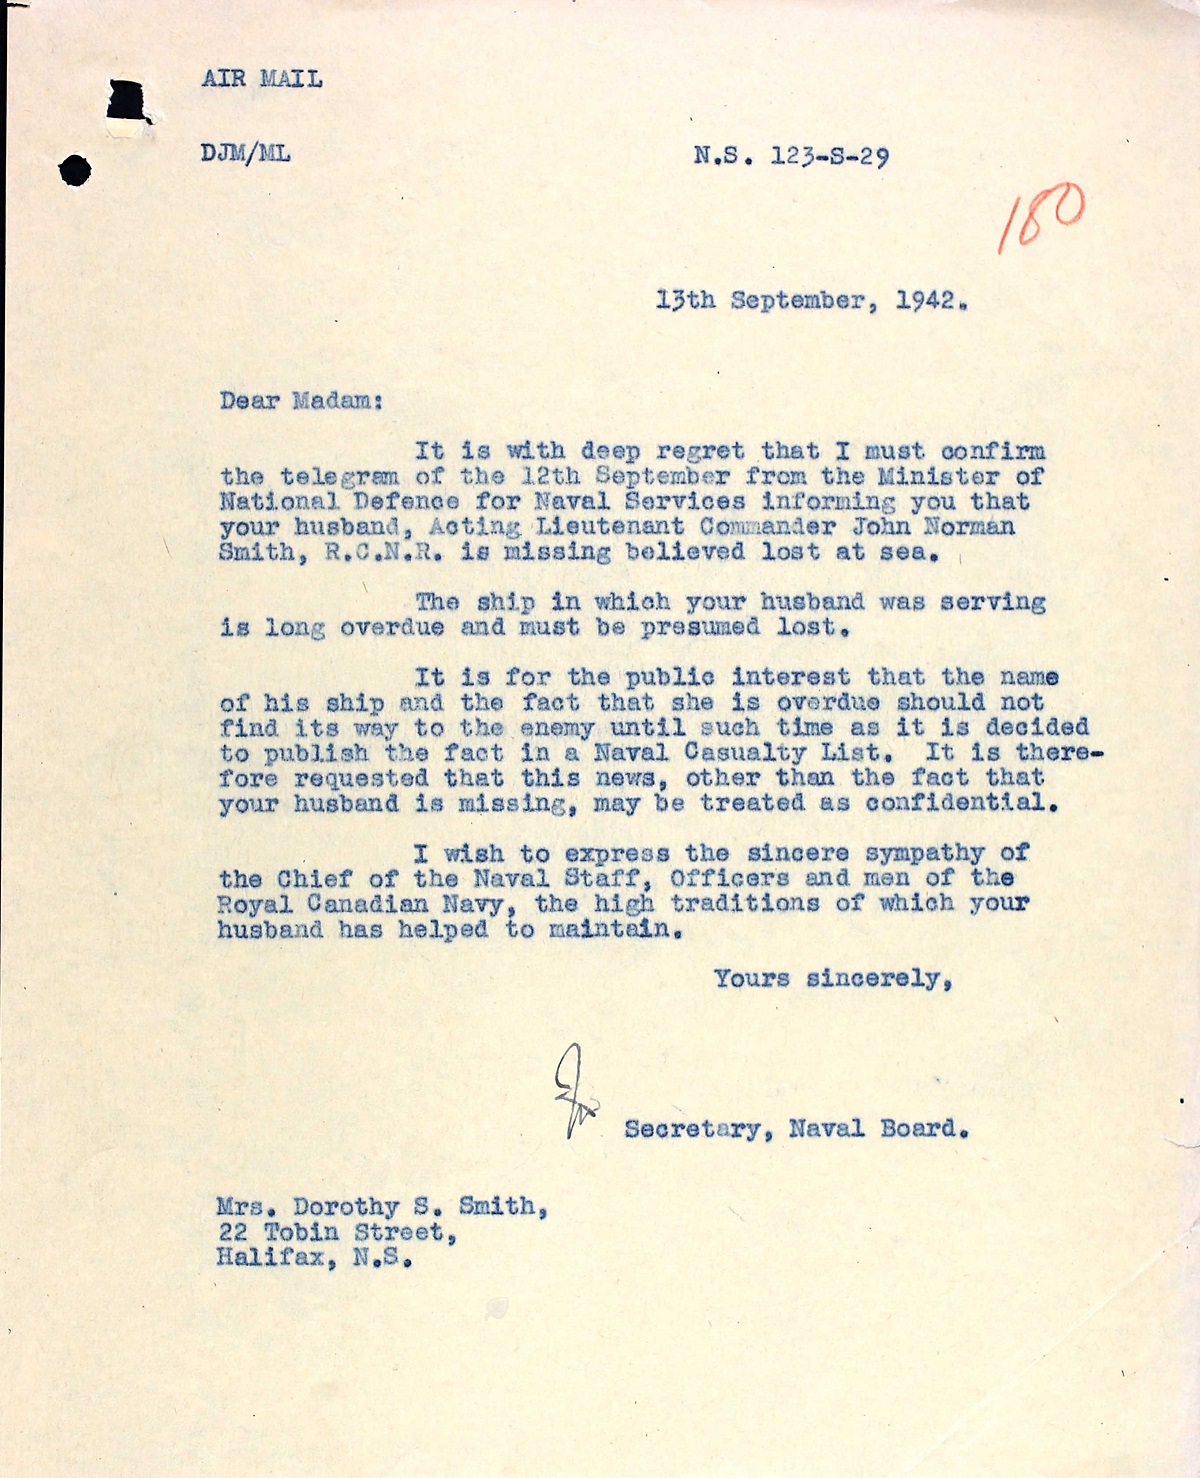 AIR MAIL
DJM/ML
N.S. 123-S-29
180
13th September, 1942.
Dear Madam:
It is with deep regret that I must confirm
the telegram of the 12th September from the Minister of
National Defence for Naval Services informing you that
your husband, Acting Lieutenant Commander John Norman
Smith, R.C.N.R. is missing believed lost at sea.
The ship in which your husband was serving
is long overdue and must be presumed lost.
It is for the public interest that the name
of his ship and the fact that she is overdue should not
find its way to the enemy until such time as it is decided
to publish the fact in a Naval Casualty List. It is there-
fore requested that this news, other than the fact that
your husband is missing, may be treated as confidential.
I wish to express the sincere sympathy of
the Chief of the Naval Staff, Officers and men of the
Royal Canadian Navy, the high traditions of which your
husband has helped to maintain.
Yours sincerely,
Secretary, Naval Board.
Mrs. Dorothy S. Smith,
22 Tobin Street,
Halifax, N.S.